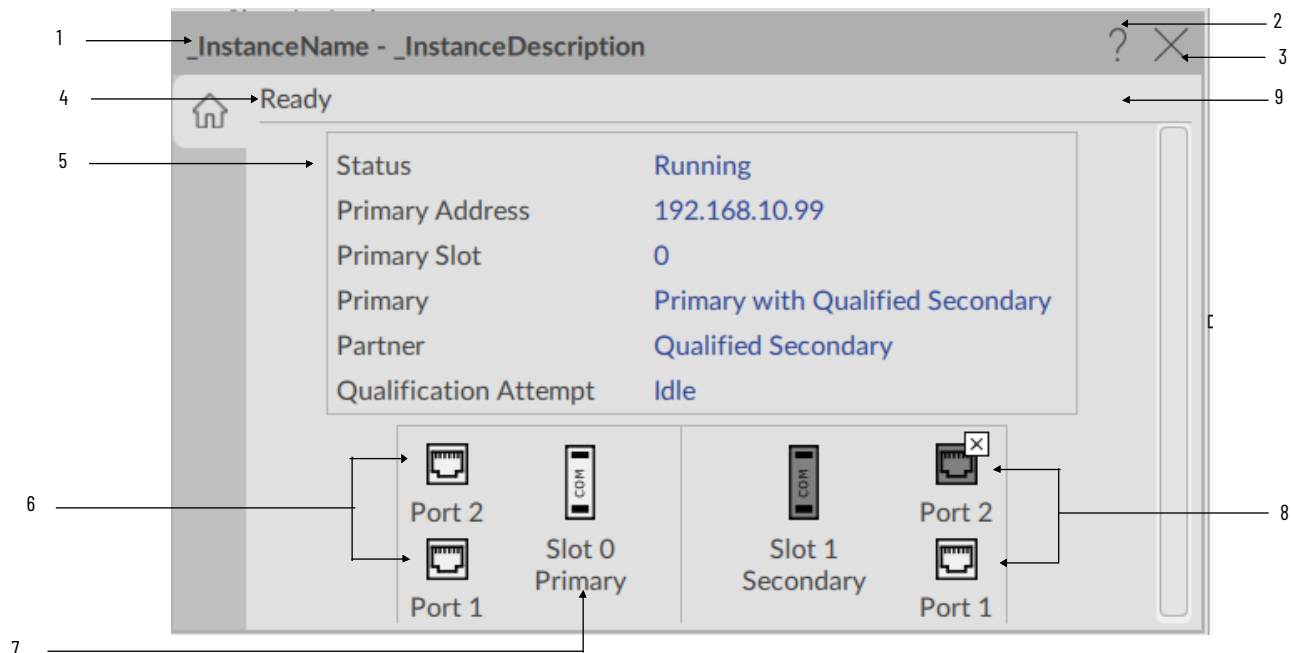 1
_InstanceName - _InstanceDescription
?
2
3
4
Ready
9
5
Status Running
Primary Address 192.168.10.99
Primary Slot 0
Primary Primary with Qualified Secondary
Partner Qualified Secondary
Qualification Attempt Idle
6
Port 2
COM
COM
Port 2
8
Slot 0
Primary
Slot 1
Secondary
Port 1
Port 1
7